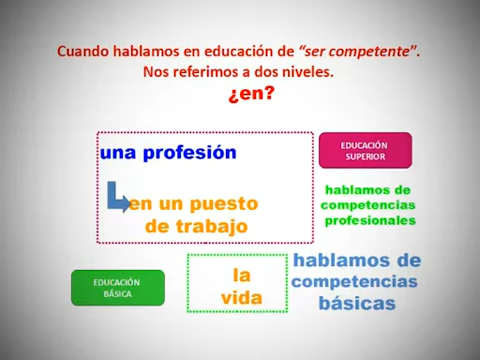 Cuando hablamos en educación de “ser competente”.
Nos referimos a dos niveles.
¿en?
una profesión
EDUCACIÓN
SUPERIOR
en un puesto
de trabajo
hablamos de
competencias
profesionales
EDUCACIÓN
BÁSICA
la
vida
hablamos de
competencias
básicas